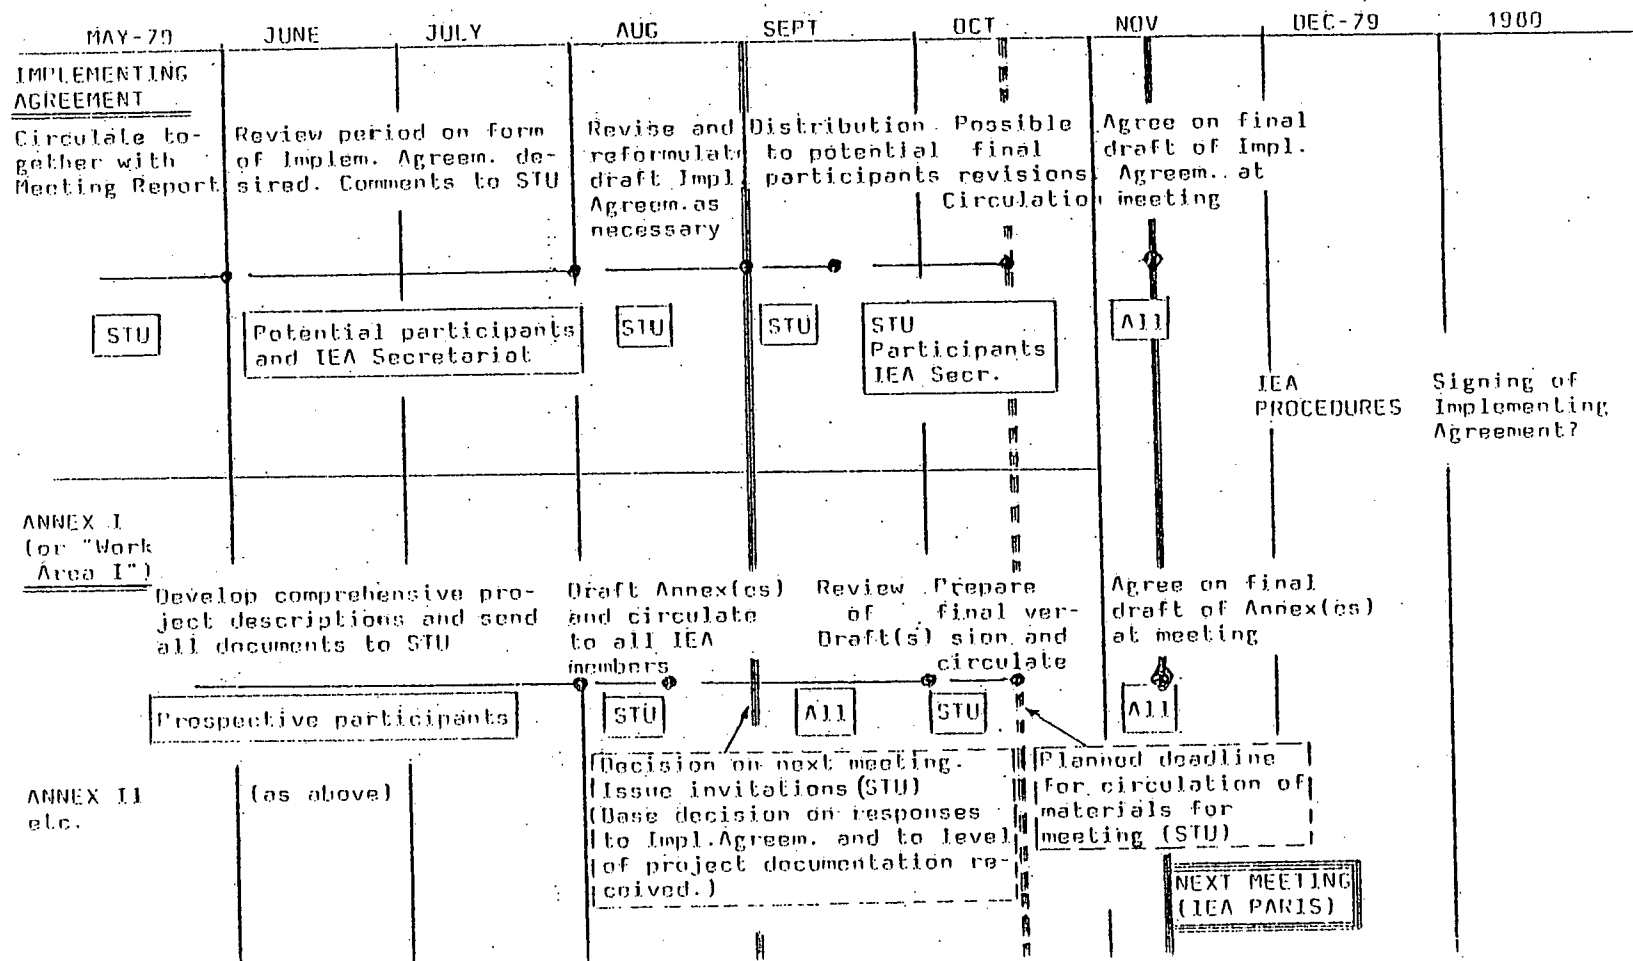 MAY-79 JUNE JULY AUG SEPT OCT NOV DEC-79 1980
IMPLEMENTING
AGREEMENT
Circulate to-
gether with
Meeting Report
Review period on form
of Implem. Agreem. de-
sired. Comments to STU
Revise and
reformulate
draft Impl.
Agreem. as
necessary
Distribution
to potential
participants
Possible
final
revisions
Circulation
Agree on final
draft of Impl.
Agreem. at
meeting
STU
Potential participants
and IEA Secretariat
STU
STU
STU
Participants
IEA Secr.
All
IEA
PROCEDURES
Signing of
Implementing
Agreement?
ANNEX I
(or "Work
Area I")
Develop comprehensive pro-
ject descriptions and send
all documents to STU
Draft Annex(es)
and circulate
to all IEA
members
Review
of
Draft(s)
Prepare
final ver-
sion and
circulate
Agree on final
draft of Annex(es)
at meeting
Prospective participants
STU
All
STU
All
ANNEX II
etc.
(as above)
Decision on next meeting.
Issue invitations (STU)
(Base decision on responses
to Impl.Agreem. and to level
of project documentation re-
ceived.)
Planned deadline
for circulation of
materials for
meeting (STU)
NEXT MEETING
(IEA PARIS)